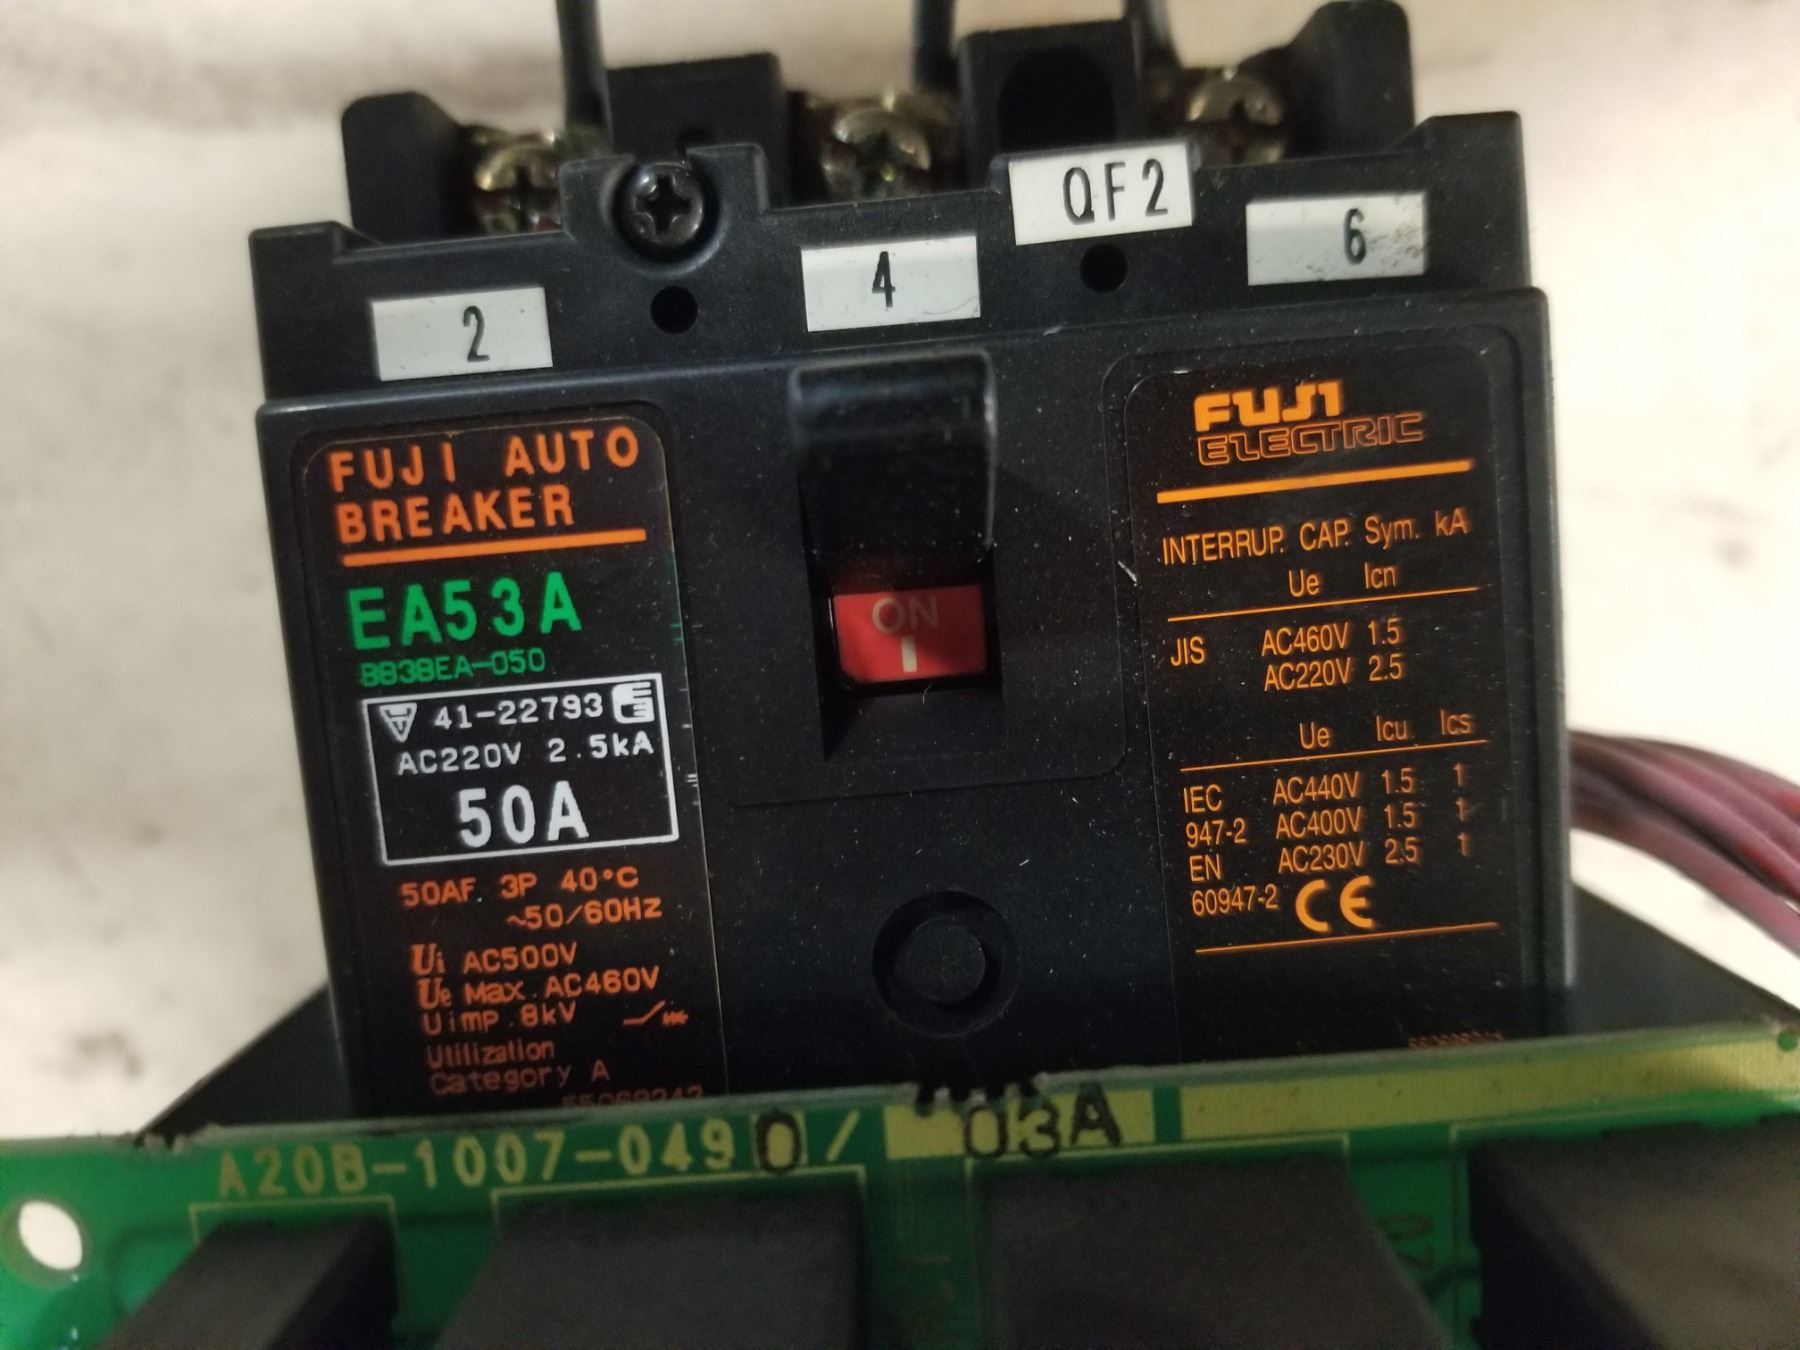 QF2
2
4
6
FUJI AUTO
BREAKER
EA53A
BB3BEA-050
41-22793
AC220V 2.5kA
50A
50AF 3P 40°C
~50/60Hz
Ui AC500V
Ue Max. AC460V
Uimp.8kV
Utilization
Category A
ON
I
FUJI
ELECTRIC
INTERRUP. CAP. Sym. kA
Ue Icn
JIS AC460V 1.5
AC220V 2.5
Ue Icu Ics
IEC AC440V 1.5 1
947-2 AC400V 1.5 1
EN AC230V 2.5 1
60947-2 CE
A20B-1007-0490/ 03A